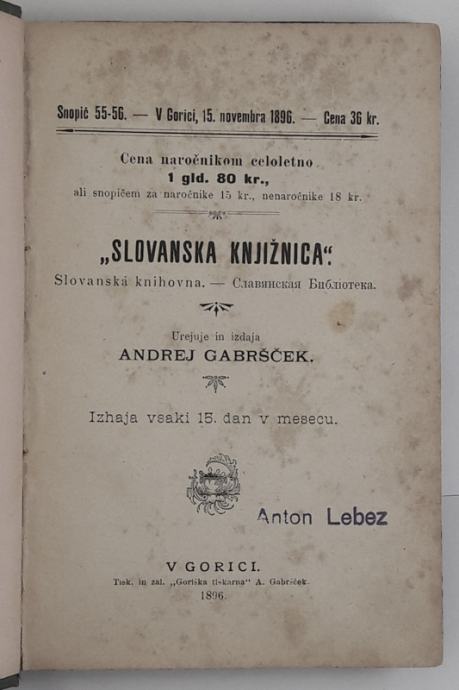 Snopič 55-56. — V Gorici, 15. novembra 1896. — Cena 36 kr.
Cena naročnikom celoletno
1 gld. 80 kr.,
ali snopičem za naročnike 15 kr., nenaročnike 18 kr.
„SLOVANSKA KNJIŽNICA“.
Slovanská knihovna. — Славянская Библіотека.
Urejuje in izdaja
ANDREJ GABRŠČEK.
Izhaja vsaki 15. dan v mesecu.
Anton Lebez
V GORICI.
Tisk. in zal. „Goriška tiskarna“ A. Gabršček.
1896.